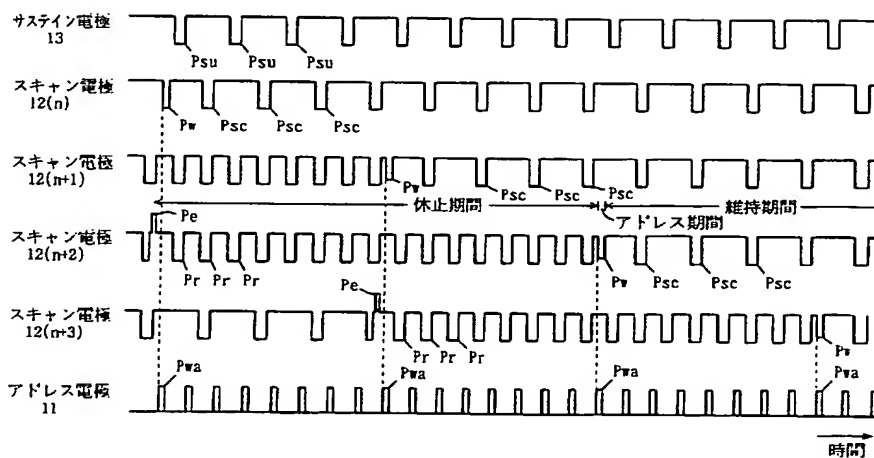 サステイン電極
13
Psu Psu Psu
スキャン電極
12(n)
Pw Psc Psc Psc
スキャン電極
12(n+1)
Pw Psc Psc Psc
休止期間 維持期間
アドレス期間
Pe
スキャン電極
12(n+2)
Pr Pr Pr Pw Psc Psc Psc
Pe
スキャン電極
12(n+3)
Pr Pr Pr Pw
Pwa Pwa Pwa Pwa
アドレス電極
11
時間